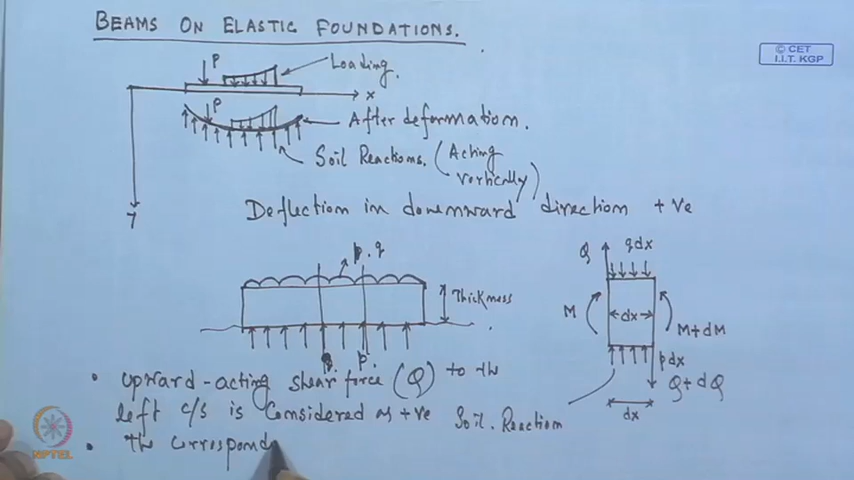 BEAMS ON ELASTIC FOUNDATIONS.
© CET
I.I.T. KGP
P
Loading.
x
P
After deformation.
Soil Reactions. (Acting
vertically)
y
Deflection in downward direction +ve
q
Thickness
p
Q
qdx
M
dx
M+dM
pdx
Q+dQ
dx
Soil Reaction
• Upward-acting shear force (Q) to the
left c/s is considered as +ve
• The corrosponde
NPTEL